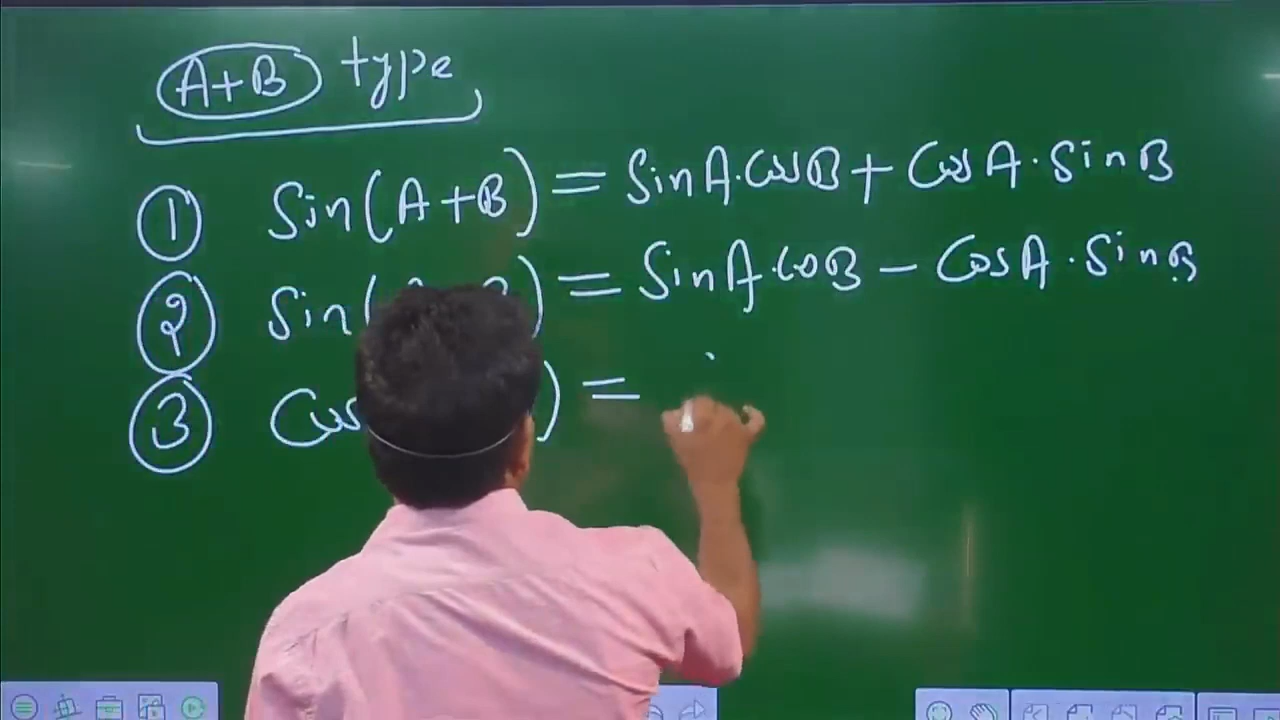 A+B type
① Sin(A+B) = SinA.CosB + CosA.SinB
② Sin( ) = SinA.CosB − CosA.SinB
③ Cos ) =